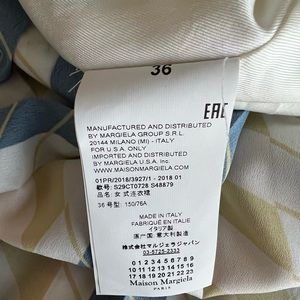 36
EAC
MANUFACTURED AND DISTRIBUTED
BY MARGIELA GROUP S.R.L.
20144 MILANO (MI) - ITALY
FOR U.S.A. ONLY
IMPORTED AND DISTRIBUTED
BY MARGIELA U.S.A. INC.
WWW.MAISONMARGIELA.COM
01PR/2018/3927/1 - 2018 01
款号: S29CT0728 S48879
品名: 女式连衣裙
36 号型: 150/76A
MADE IN ITALY
FABRIQUE EN ITALIE
イタリア製
意大利製造
株式会社マルジェラジャパン
03-5725-2333
0 1 2 3 4 5 6 7 8 9
10 11 12 13 14 15 16
17 18 19 20 21 22 23
Maison Margiela
PARIS